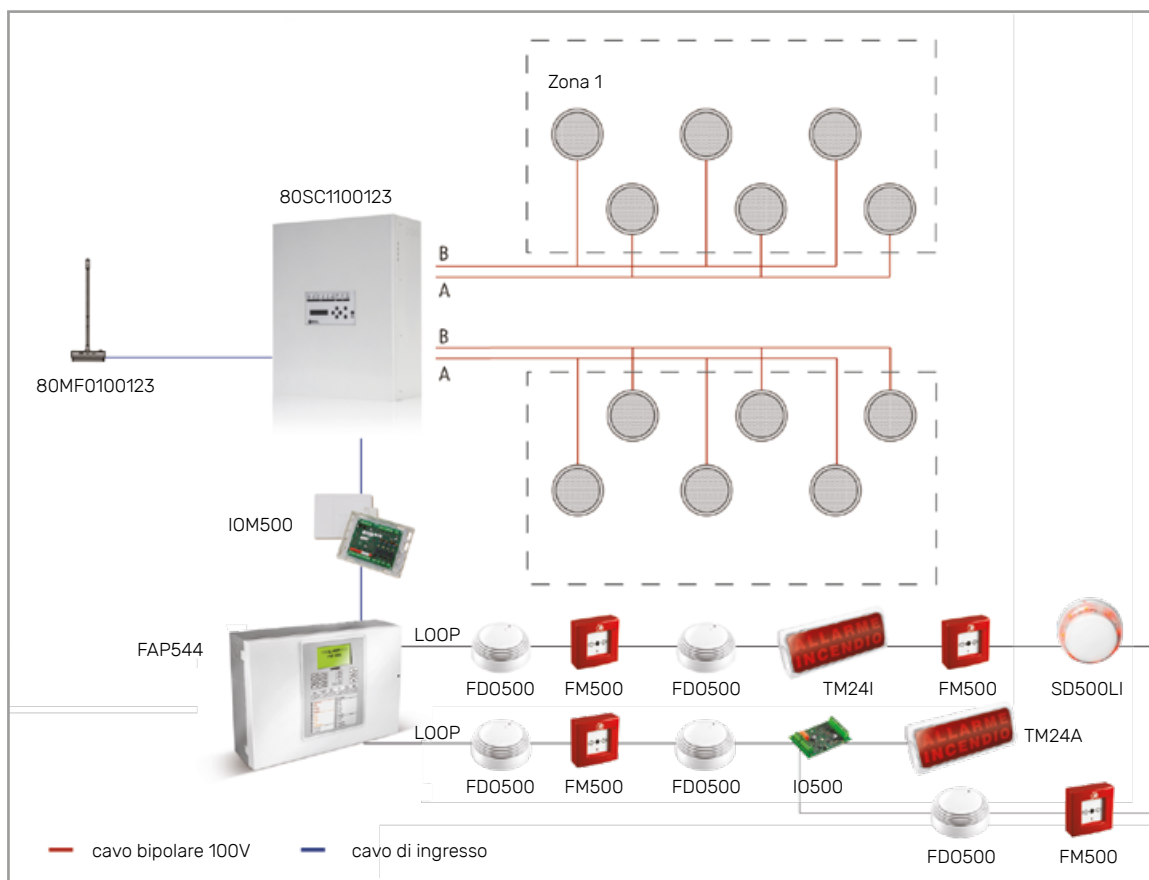 Zona 1
80SC1100123
B
A
B
A
80MF0100123
IOM500
FAP544
LOOP
ALLARME
INCENDIO
FDO500
FM500
FDO500
TM24I
FM500
SD500LI
LOOP
ALLARME
INCENDIO
TM24A
FDO500
FM500
FDO500
IO500
FDO500
FM500
cavo bipolare 100V
cavo di ingresso